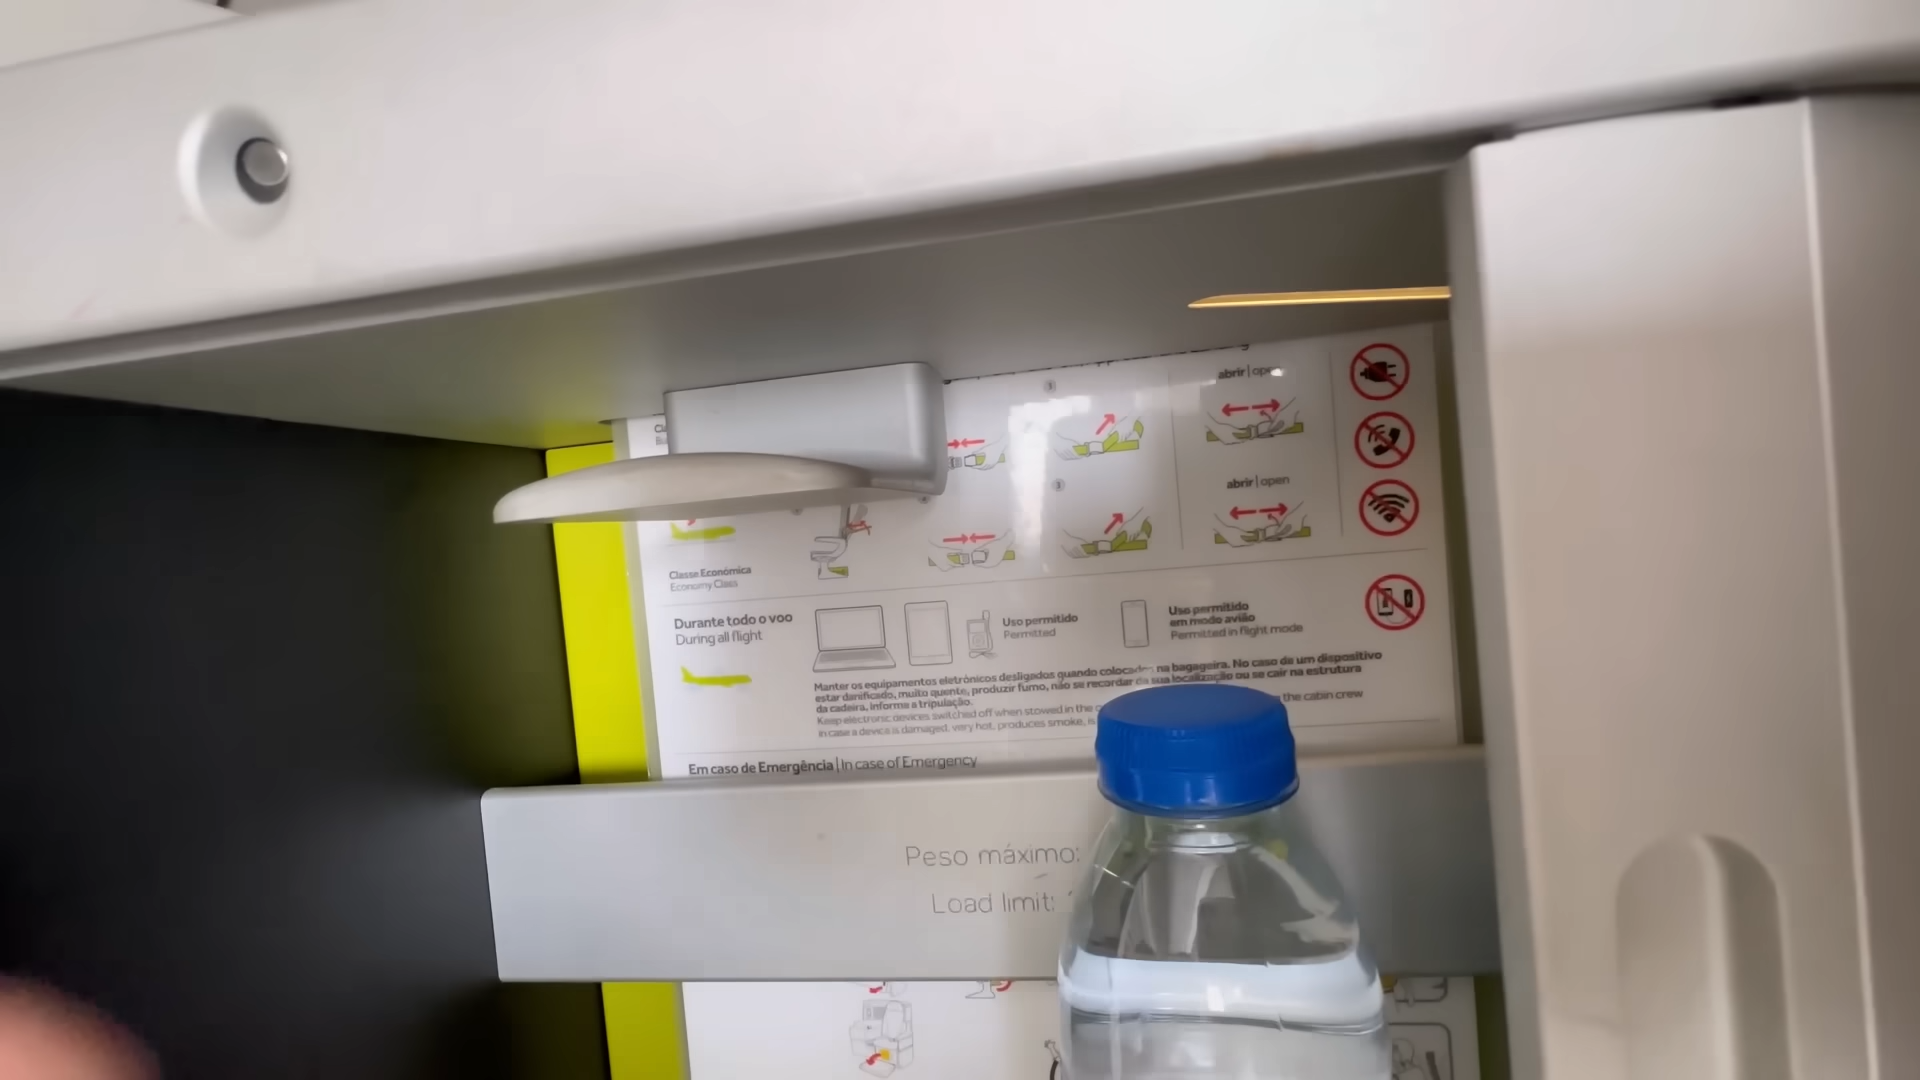 abrir | open
abrir | open
Classe Económica
Economy Class
Durante todo o voo
During all flight
Uso permitido
Permitted
Uso permitido
em modo avião
Permitted in flight mode
Manter os equipamentos eletrónicos desligados quando colocados na bagageira. No caso de um dispositivo
estar danificado, muito quente, produzir fumo, não se recordar da sua localização ou se cair na estrutura
da cadeira, informe a tripulação.
Keep electronic devices switched off when stowed in the
In case a device is damaged, very hot, produces smoke, is
the cabin crew
Em caso de Emergência | In case of Emergency
Peso máximo:
Load limit: